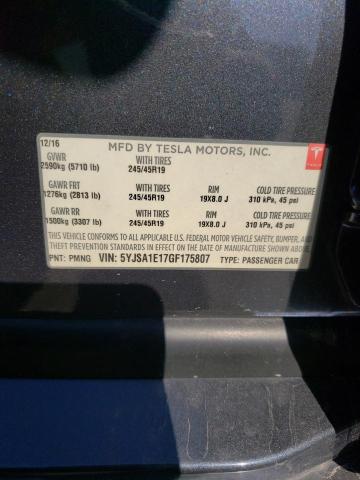 12/16 MFD BY TESLA MOTORS, INC.
GVWR WITH TIRES
2590kg (5710 lb) 245/45R19
GAWR FRT WITH TIRES RIM COLD TIRE PRESSURE
1276kg (2813 lb) 245/45R19 19X8.0 J 310 kPa, 45 psi
GAWR RR WITH TIRES RIM COLD TIRE PRESSURE
1500kg (3307 lb) 245/45R19 19X8.0 J 310 kPa, 45 psi
THIS VEHICLE CONFORMS TO ALL APPLICABLE U.S. FEDERAL MOTOR VEHICLE SAFETY, BUMPER, AND
THEFT PREVENTION STANDARDS IN EFFECT ON THE DATE OF MANUFACTURE SHOWN ABOVE.
PNT: PMNG VIN: 5YJSA1E17GF175807 TYPE: PASSENGER CAR
TESLA